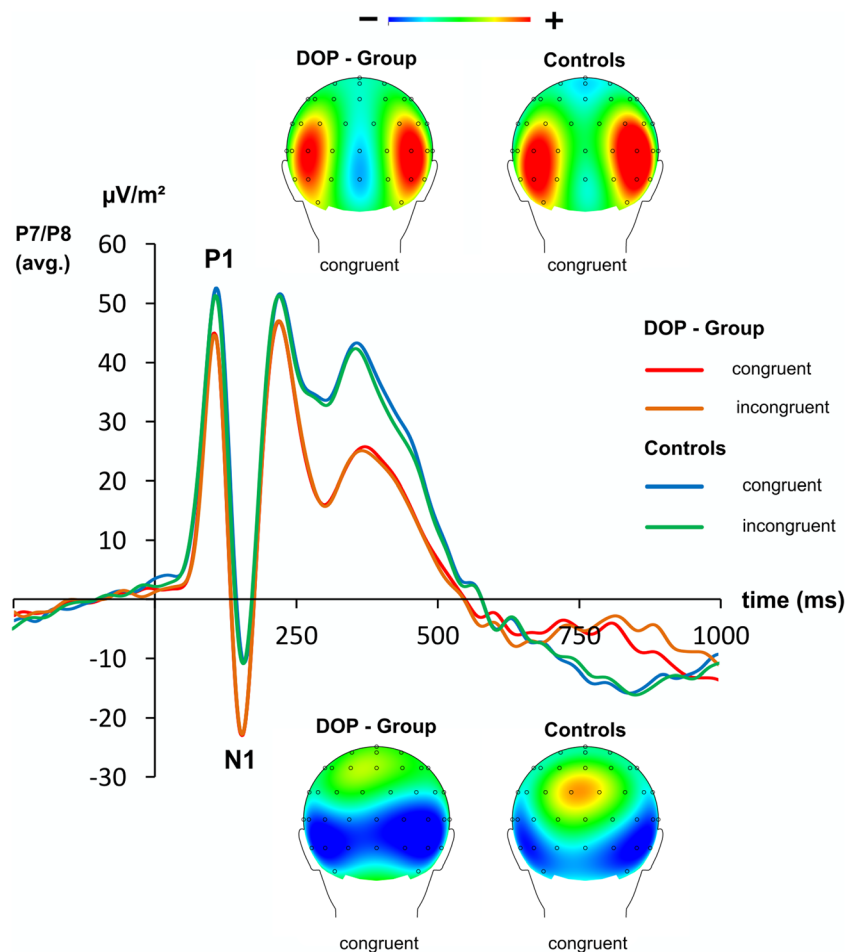 − +
DOP - Group Controls
congruent congruent
µV/m²
P7/P8
(avg.)
P1
60
50
40
30
20
10
-10
-20
-30
DOP - Group
congruent
incongruent
Controls
congruent
incongruent
time (ms)
250 500 750 1000
N1
DOP - Group Controls
congruent congruent